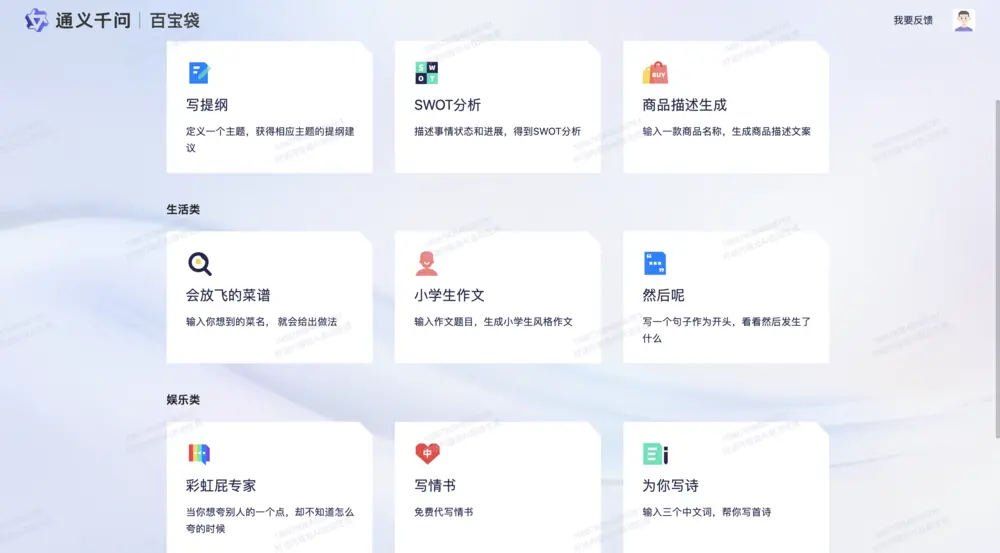 通义千问 百宝袋
我要反馈
写提纲
定义一个主题，获得相应主题的提纲建
议
S W
O T
SWOT分析
描述事情状态和进展，得到SWOT分析
BUY
商品描述生成
输入一款商品名称，生成商品描述文案
生活类
会放飞的菜谱
输入你想到的菜名， 就会给出做法
小学生作文
输入作文题目，生成小学生风格作文
然后呢
写一个句子作为开头，看看然后发生了
什么
娱乐类
彩虹屁专家
当你想夸别人的一个点，却不知道怎么
夸的时候
中
写情书
免费代写情书
为你写诗
输入三个中文词，帮你写首诗